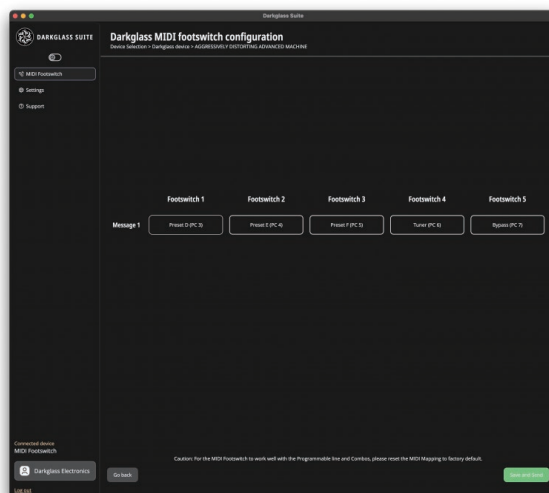 Darkglass Suite
DARKGLASS SUITE
Darkglass MIDI footswitch configuration
Device Selection > Darkglass device > AGGRESSIVELY DISTORTING ADVANCED MACHINE
MIDI Footswitch
Settings
Support
Footswitch 1 Footswitch 2 Footswitch 3 Footswitch 4 Footswitch 5
Message 1 Preset D (PC 3) Preset E (PC 4) Preset F (PC 5) Tuner (PC 6) Bypass (PC 7)
Connected device
MIDI Footswitch
Caution: For the MIDI Footswitch to work well with the Programmable line and Combos, please reset the MIDI Mapping to factory default.
Darkglass Electronics
Go back Save and Send
Log out